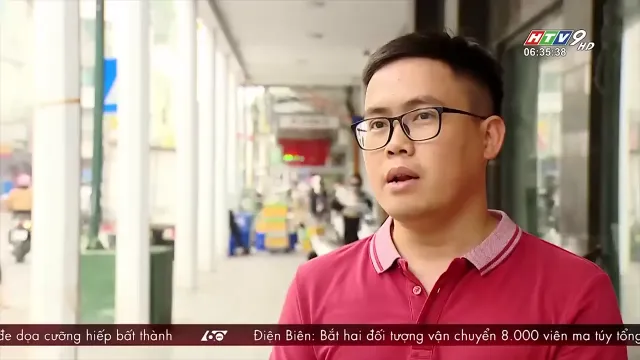 HTV9 HD
06:35:38
đe dọa cưỡng hiếp bất thành 60 Điện Biên: Bắt hai đối tượng vận chuyển 8.000 viên ma túy tổng